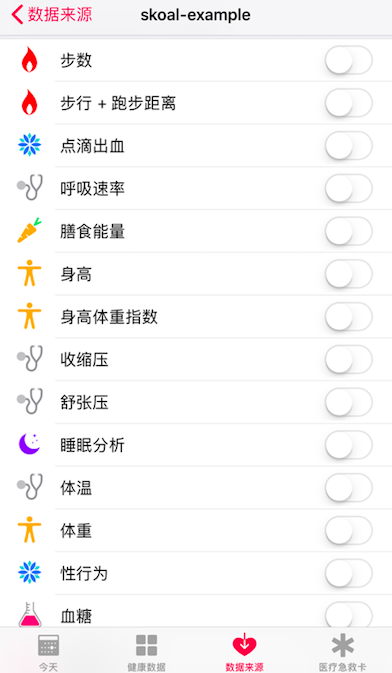 数据来源 skoal-example
步数
步行 + 跑步距离
点滴出血
呼吸速率
膳食能量
身高
身高体重指数
收缩压
舒张压
睡眠分析
体温
体重
性行为
血糖
今天 健康数据 数据来源 医疗急救卡